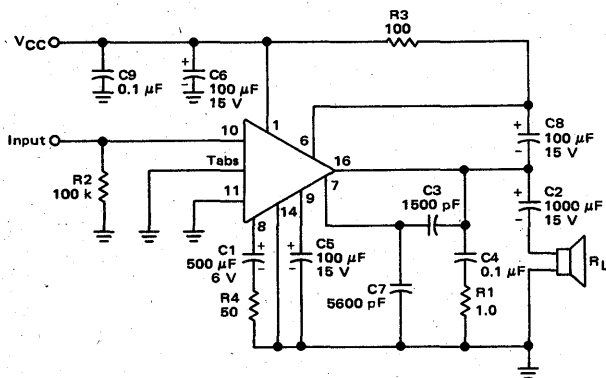 R3
100
VCC
+
C9
0.1 µF
C6
100 µF
15 V
-
1
6
+
C8
100 µF
15 V
-
Input
10
Tabs
16
7
R2
100 k
11
14
9
8
C3
1500 pF
+
C2
1000 µF
15 V
-
C1
500 µF
6 V
+
-
+
C5
100 µF
15 V
-
C4
0.1 µF
RL
R4
50
C7
5600 pF
R1
1.0